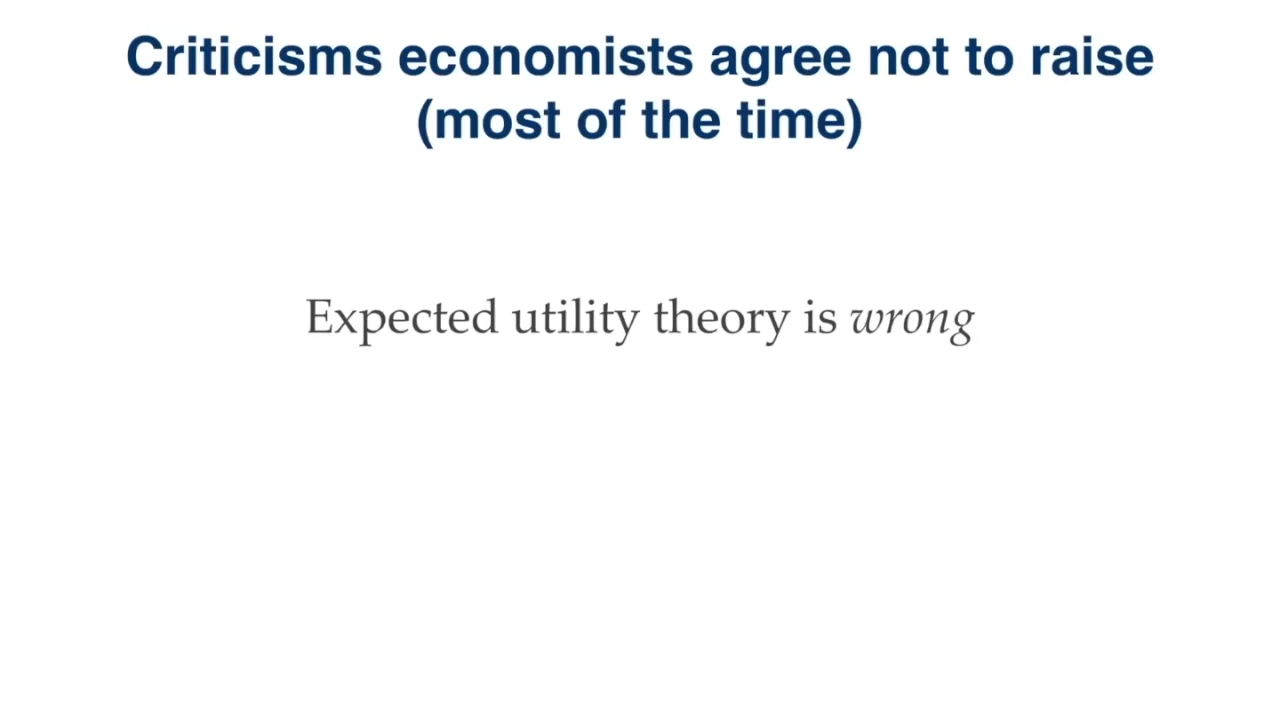 Criticisms economists agree not to raise
(most of the time)
Expected utility theory is wrong